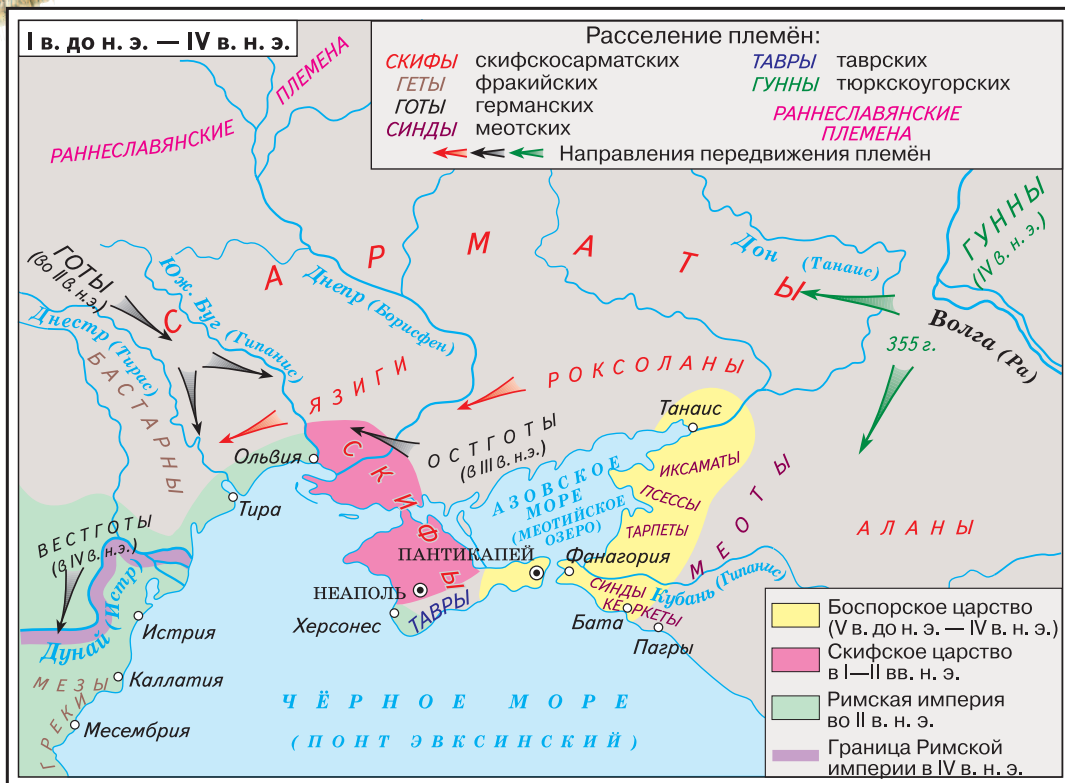 I в. до н. э. — IV в. н. э.
Расселение племён:
СКИФЫ скифскосарматских
ГЕТЫ фракийских
ГОТЫ германских
СИНДЫ меотских
ТАВРЫ таврских
ГУННЫ тюркскоугорских
РАННЕСЛАВЯНСКИЕ
ПЛЕМЕНА
Направления передвижения племён
РАННЕСЛАВЯНСКИЕ
ПЛЕМЕНА
САРМАТЫ
ГУННЫ
(IV в. н. э.)
Дон (Танаис)
Волга (Ра)
355 г.
ГОТЫ
(во II в. н.э.)
Юж. Буг (Гипанис)
Днепр (Борисфен)
Днестр (Тирас)
БАСТАРНЫ
ЯЗИГИ
РОКСОЛАНЫ
ОСТГОТЫ
(в III в. н.э.)
СКИФЫ
Ольвия
Тира
Танаис
ИКСАМАТЫ
ПСЕССЫ
ТАРПЕТЫ
МЕОТЫ
АЛАНЫ
АЗОВСКОЕ
МОРЕ
(МЕОТИЙСКОЕ
ОЗЕРО)
ВЕСТГОТЫ
(в IV в. н.э.)
ПАНТИКАПЕЙ
Фанагория
НЕАПОЛЬ
Херсонес
ТАВРЫ
СИНДЫ
КЕРКЕТЫ
Кубань (Гипанис)
Бата
Пагры
Дунай (Истр)
Истрия
МЕЗЫ
Каллатия
ГРЕКИ
Месембрия
ЧЁРНОЕ МОРЕ
(ПОНТ ЭВКСИНСКИЙ)
Боспорское царство
(V в. до н. э. — IV в. н. э.)
Скифское царство
в I—II вв. н. э.
Римская империя
во II в. н. э.
Граница Римской
империи в IV в. н. э.